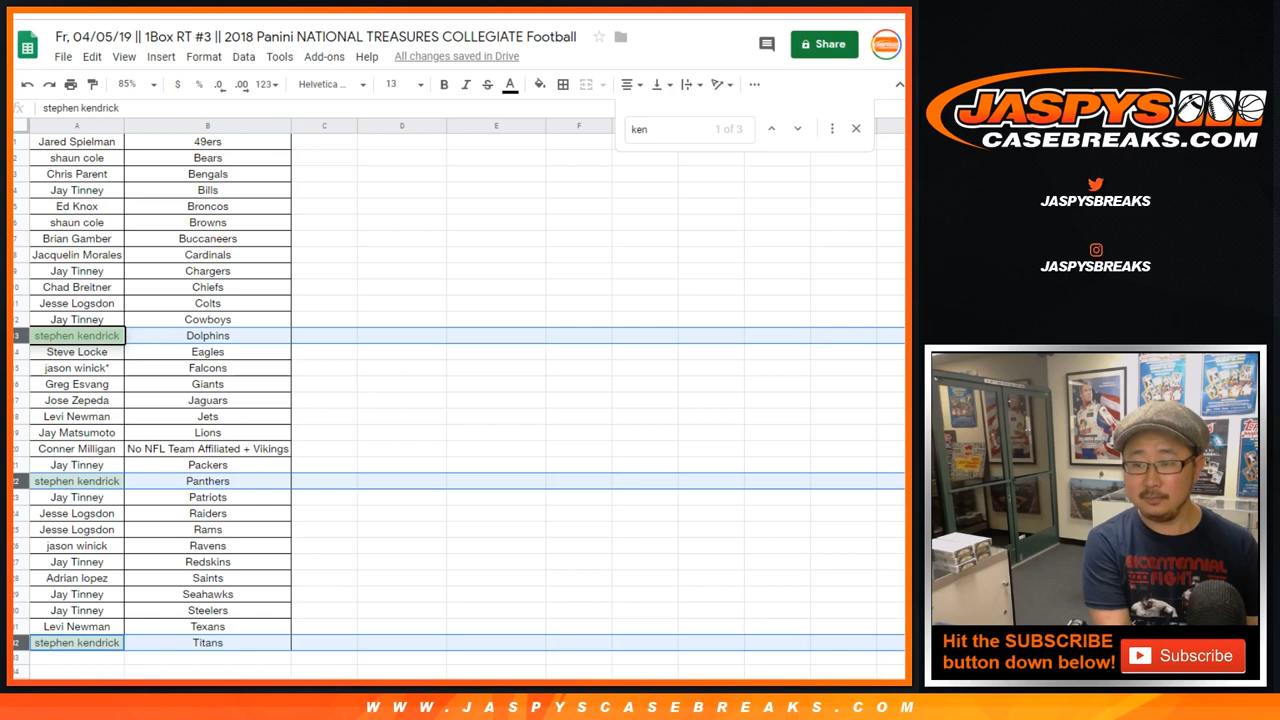 Fr, 04/05/19 || 1Box RT #3 || 2018 Panini NATIONAL TREASURES COLLEGIATE Football
File Edit View Insert Format Data Tools Add-ons Help All changes saved in Drive
Share
85% $ % .0 .00 123 Helvetica ... 13 B I S A
stephen kendrick
ken 1 of 3
A B C D E F
Jared Spielman 49ers
shaun cole Bears
Chris Parent Bengals
Jay Tinney Bills
Ed Knox Broncos
shaun cole Browns
Brian Gamber Buccaneers
Jacquelin Morales Cardinals
Jay Tinney Chargers
Chad Breitner Chiefs
Jesse Logsdon Colts
Jay Tinney Cowboys
stephen kendrick Dolphins
Steve Locke Eagles
jason winick* Falcons
Greg Esvang Giants
Jose Zepeda Jaguars
Levi Newman Jets
Jay Matsumoto Lions
Conner Milligan No NFL Team Affiliated + Vikings
Jay Tinney Packers
stephen kendrick Panthers
Jay Tinney Patriots
Jesse Logsdon Raiders
Jesse Logsdon Rams
jason winick Ravens
Jay Tinney Redskins
Adrian lopez Saints
Jay Tinney Seahawks
Jay Tinney Steelers
Levi Newman Texans
stephen kendrick Titans
JASPYS
CASEBREAKS.COM
JASPYSBREAKS
JASPYSBREAKS
BICENTENNIAL
FIGHT
Hit the SUBSCRIBE
button down below!
Subscribe
WWW.JASPYSCASEBREAKS.COM